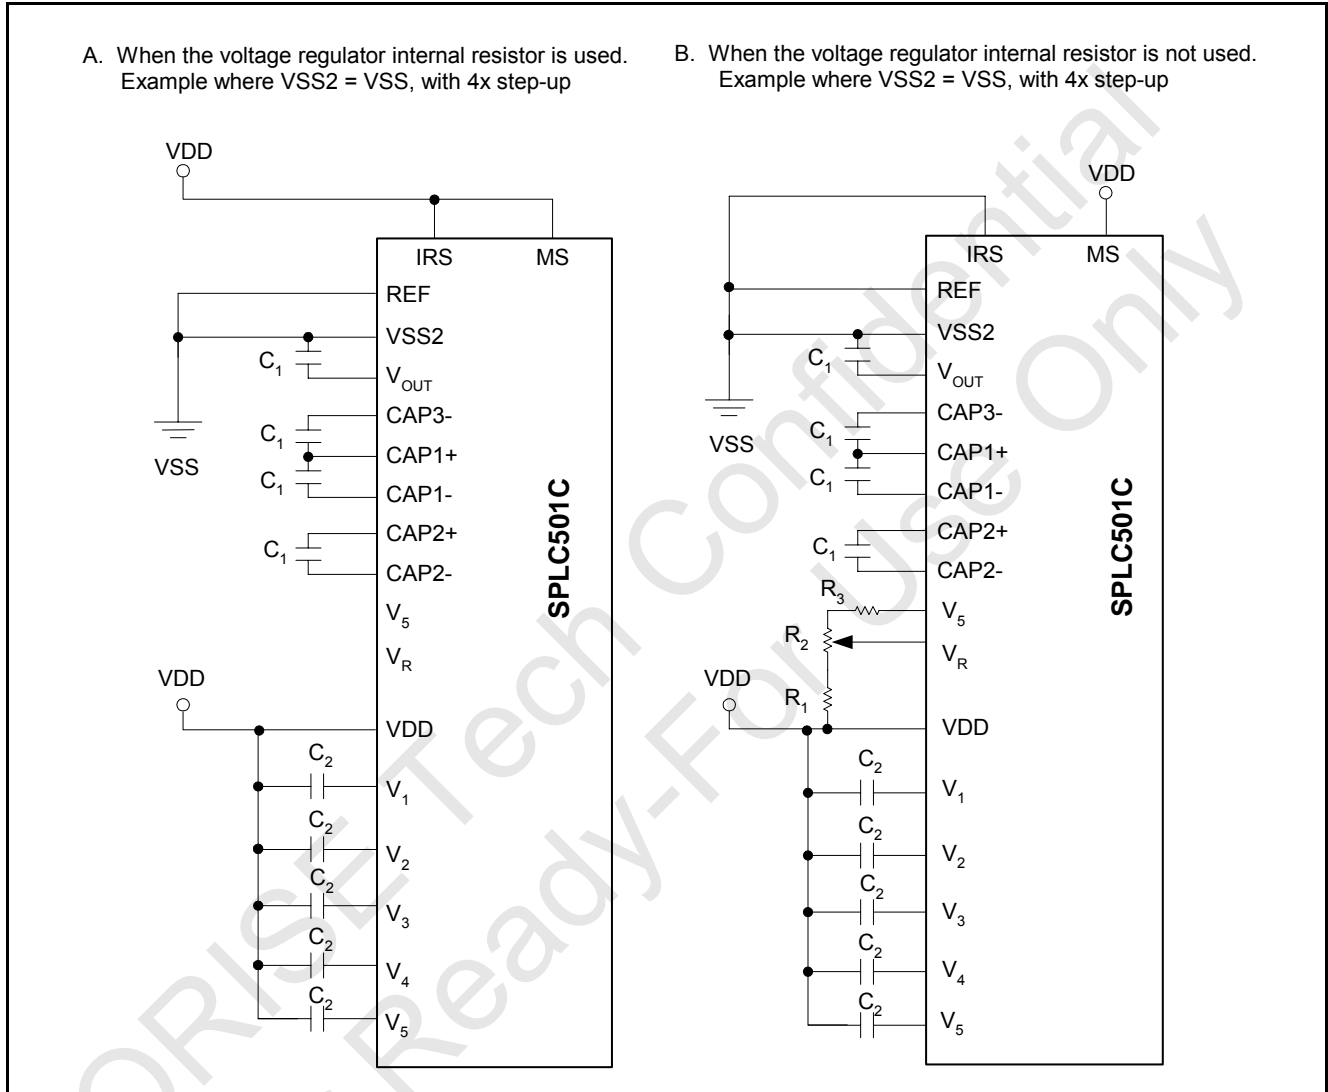 A. When the voltage regulator internal resistor is used.
Example where VSS2 = VSS, with 4x step-up
VDD
IRS
MS
REF
VSS2
C1
VOUT
CAP3-
C1
CAP1+
VSS
C1
CAP1-
CAP2+
C1
CAP2-
SPLC501C
V5
VR
VDD
VDD
C2
V1
C2
V2
C2
V3
C2
V4
C2
V5
B. When the voltage regulator internal resistor is not used.
Example where VSS2 = VSS, with 4x step-up
VDD
IRS
MS
REF
VSS2
C1
VOUT
CAP3-
C1
CAP1+
VSS
C1
CAP1-
CAP2+
C1
CAP2-
SPLC501C
R3
V5
R2
VR
VDD
R1
VDD
C2
V1
C2
V2
C2
V3
C2
V4
C2
V5
ORISE Tech Confidential
Ready-For Use Only